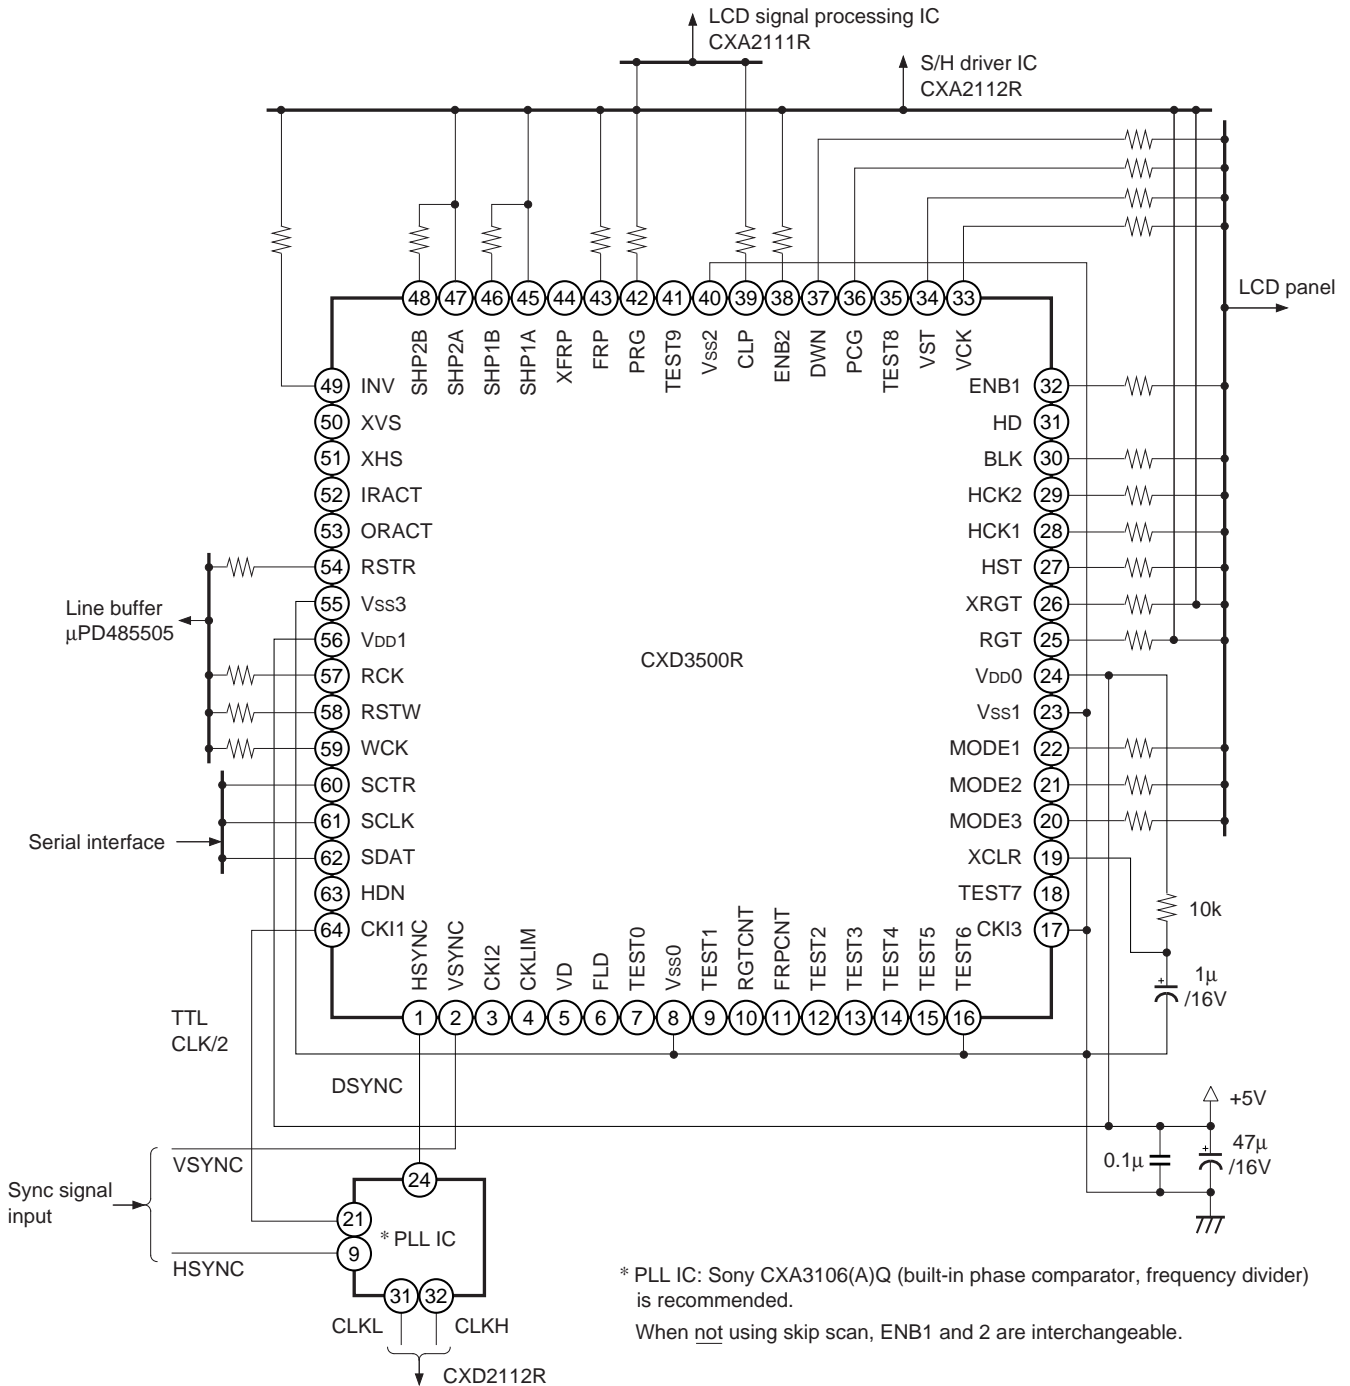 LCD signal processing IC
CXA2111R
S/H driver IC
CXA2112R
LCD panel
48 47 46 45 44 43 42 41 40 39 38 37 36 35 34 33
SHP2B
SHP2A
SHP1B
SHP1A
XFRP
FRP
PRG
TEST9
Vss2
CLP
ENB2
DWN
PCG
TEST8
VST
VCK
49 INV
50 XVS
51 XHS
52 IRACT
53 ORACT
54 RSTR
55 Vss3
56 VDD1
57 RCK
58 RSTW
59 WCK
60 SCTR
61 SCLK
62 SDAT
63 HDN
64 CKI1
Line buffer
μPD485505
Serial interface
CXD3500R
ENB1 32
HD 31
BLK 30
HCK2 29
HCK1 28
HST 27
XRGT 26
RGT 25
VDD0 24
Vss1 23
MODE1 22
MODE2 21
MODE3 20
XCLR 19
TEST7 18
CKI3 17
10k
+
1μ
/16V
HSYNC
VSYNC
CKI2
CKLIM
VD
FLD
TEST0
Vss0
TEST1
RGTCNT
FRPCNT
TEST2
TEST3
TEST4
TEST5
TEST6
1 2 3 4 5 6 7 8 9 10 11 12 13 14 15 16
TTL
CLK/2
DSYNC
+5V
0.1μ
+
47μ
/16V
VSYNC
Sync signal
input
HSYNC
24
21
9
* PLL IC
31 32
CLKL
CLKH
CXD2112R
* PLL IC: Sony CXA3106(A)Q (built-in phase comparator, frequency divider)
is recommended.
When not using skip scan, ENB1 and 2 are interchangeable.